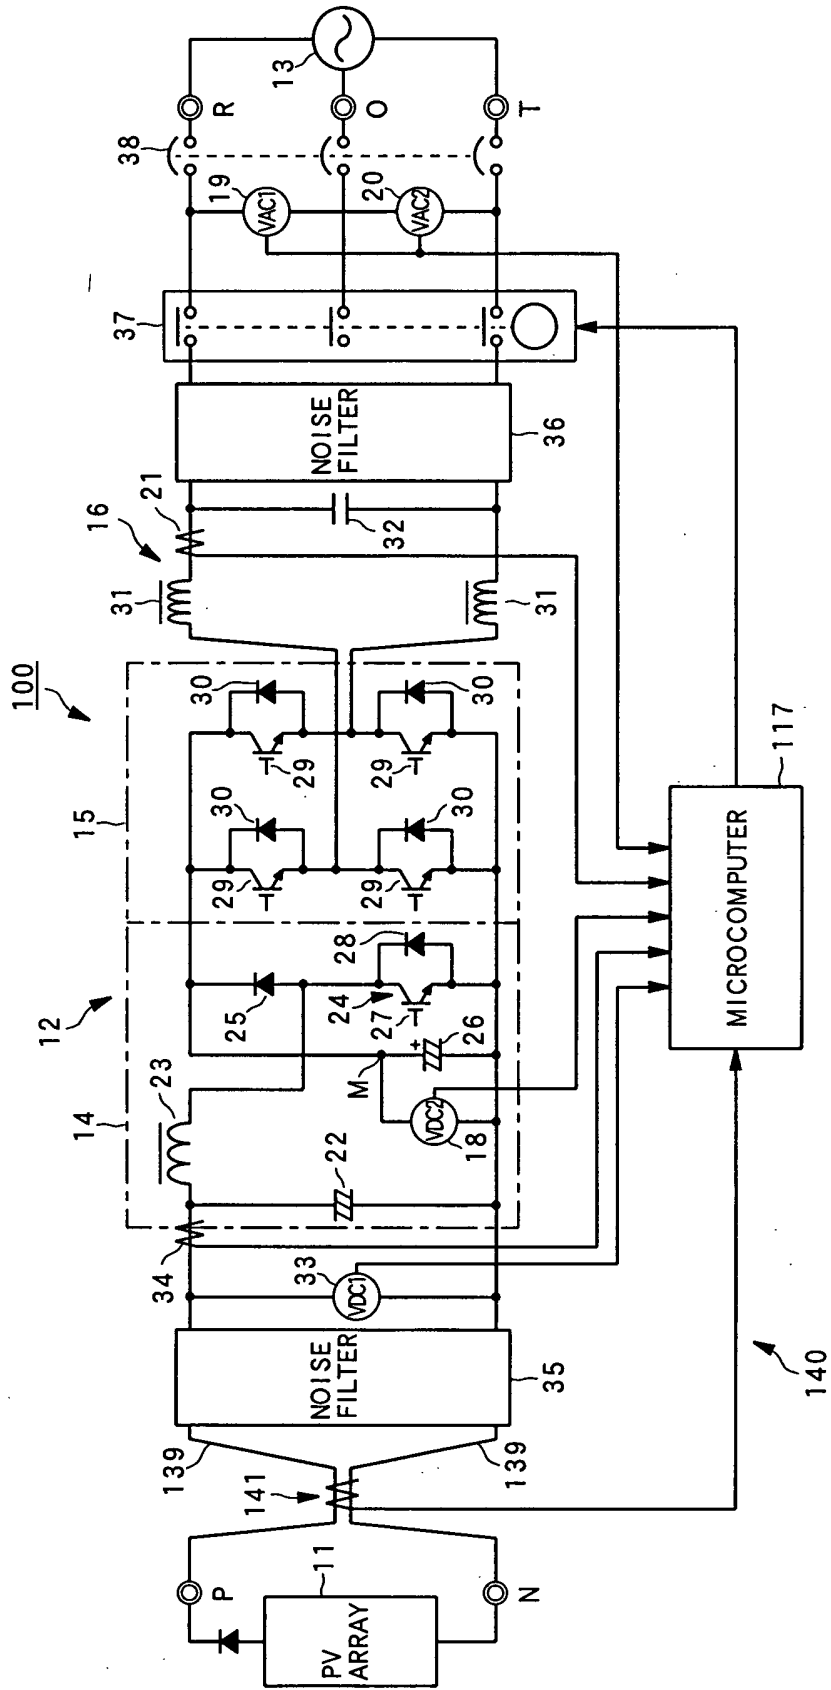 100
12
14
15
16
23
25
24
27
28
26
M
VDC2
18
22
34
33
VDC1
NOISE
FILTER
35
139
139
141
P
N
11
PV
ARRAY
30
29
30
29
30
29
30
29
31
31
21
32
NOISE
FILTER
36
37
19
VAC1
20
VAC2
38
R
O
T
13
MICROCOMPUTER
117
140